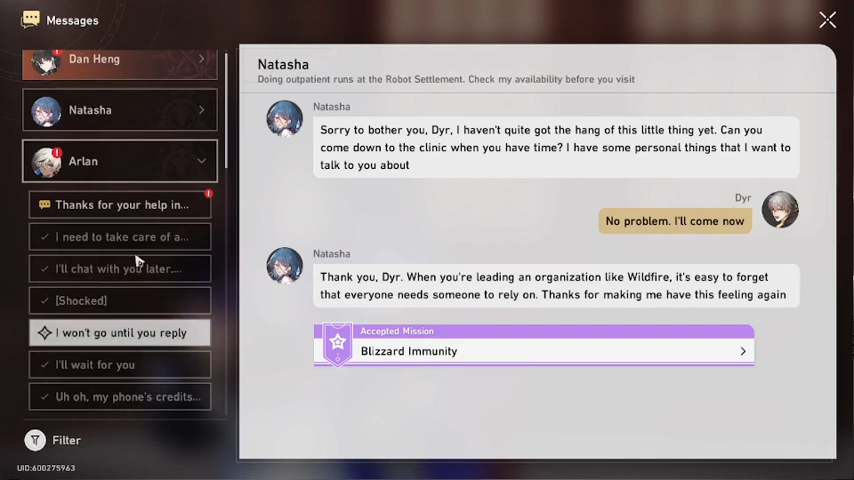 Messages
Dan Heng
Natasha
Arlan
Thanks for your help in...
I need to take care of a...
I'll chat with you later....
[Shocked]
I won't go until you reply
I'll wait for you
Uh oh, my phone's credits...
Filter
UID:600275963
Natasha
Doing outpatient runs at the Robot Settlement. Check my availability before you visit
Natasha
Sorry to bother you, Dyr, I haven't quite got the hang of this little thing yet. Can you
come down to the clinic when you have time? I have some personal things that I want to
talk to you about
Dyr
No problem. I'll come now
Natasha
Thank you, Dyr. When you're leading an organization like Wildfire, it's easy to forget
that everyone needs someone to rely on. Thanks for making me have this feeling again
Accepted Mission
Blizzard Immunity